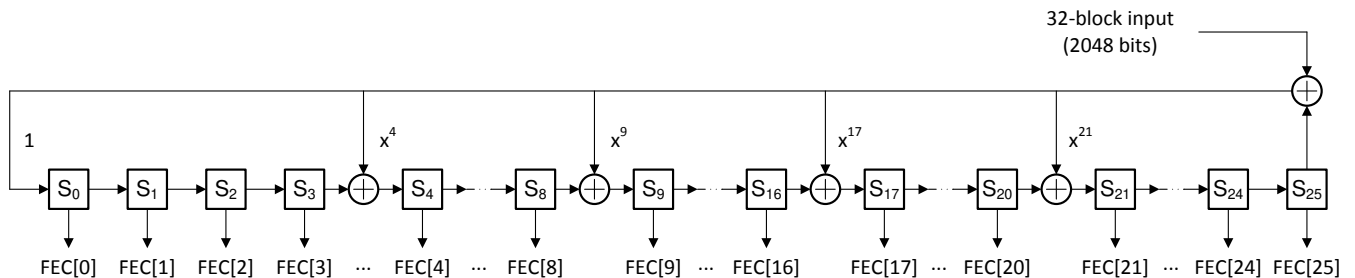 32-block input
(2048 bits)
1 x⁴ x⁹ x¹⁷ x²¹
S₀ S₁ S₂ S₃ S₄ S₈ S₉ S₁₆ S₁₇ S₂₀ S₂₁ S₂₄ S₂₅
FEC[0] FEC[1] FEC[2] FEC[3] ... FEC[4] ... FEC[8] FEC[9] ... FEC[16] FEC[17] ... FEC[20] FEC[21] ... FEC[24] FEC[25]